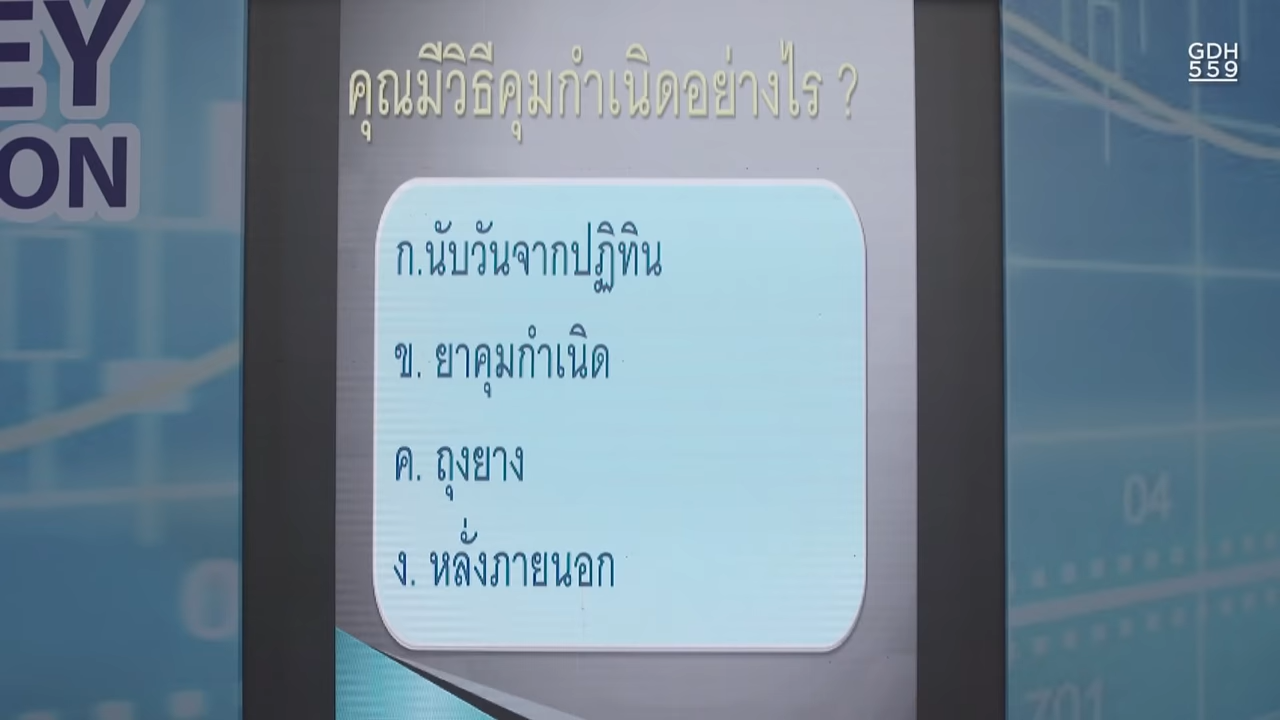 EY
ON
GDH
559
คุณมีวิธีคุมกำเนิดอย่างไร ?
ก.นับวันจากปฏิทิน
ข. ยาคุมกำเนิด
ค. ถุงยาง
ง. หลั่งภายนอก
04
701